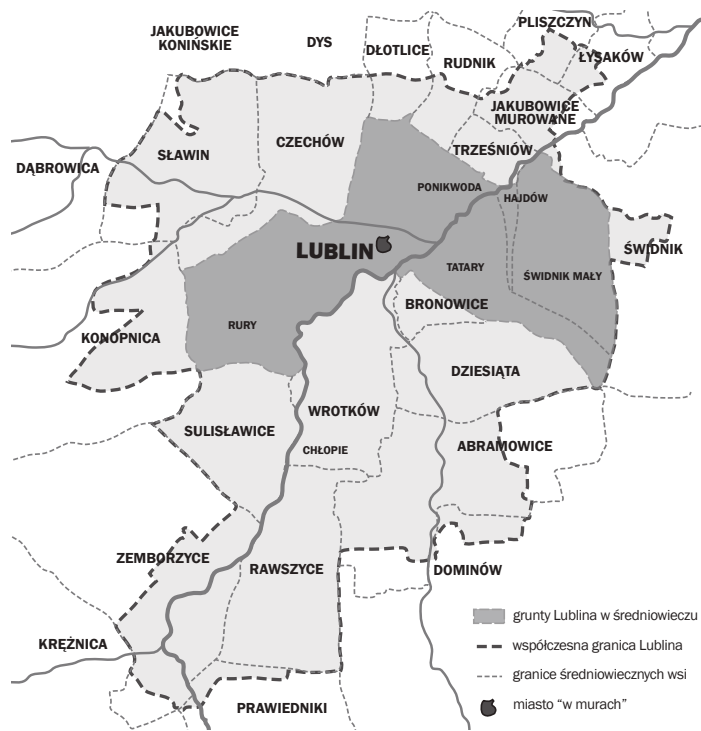 PLISZCZYN
JAKUBOWICE
KONIŃSKIE
DYS
DŁOTLICE
RUDNIK
ŁYSAKÓW
JAKUBOWICE
MUROWANE
CZECHÓW
TRZEŚNIÓW
SŁAWIN
DĄBROWICA
PONIKWODA
HAJDÓW
LUBLIN
ŚWIDNIK
TATARY
ŚWIDNIK MAŁY
BRONOWICE
RURY
KONOPNICA
DZIESIĄTA
WROTKÓW
SULISŁAWICE
CHŁOPIE
ABRAMOWICE
ZEMBORZYCE
RAWSZYCE
DOMINÓW
grunty Lublina w średniowieczu
KRĘŻNICA
współczesna granica Lublina
granice średniowiecznych wsi
PRAWIEDNIKI
miasto "w murach"